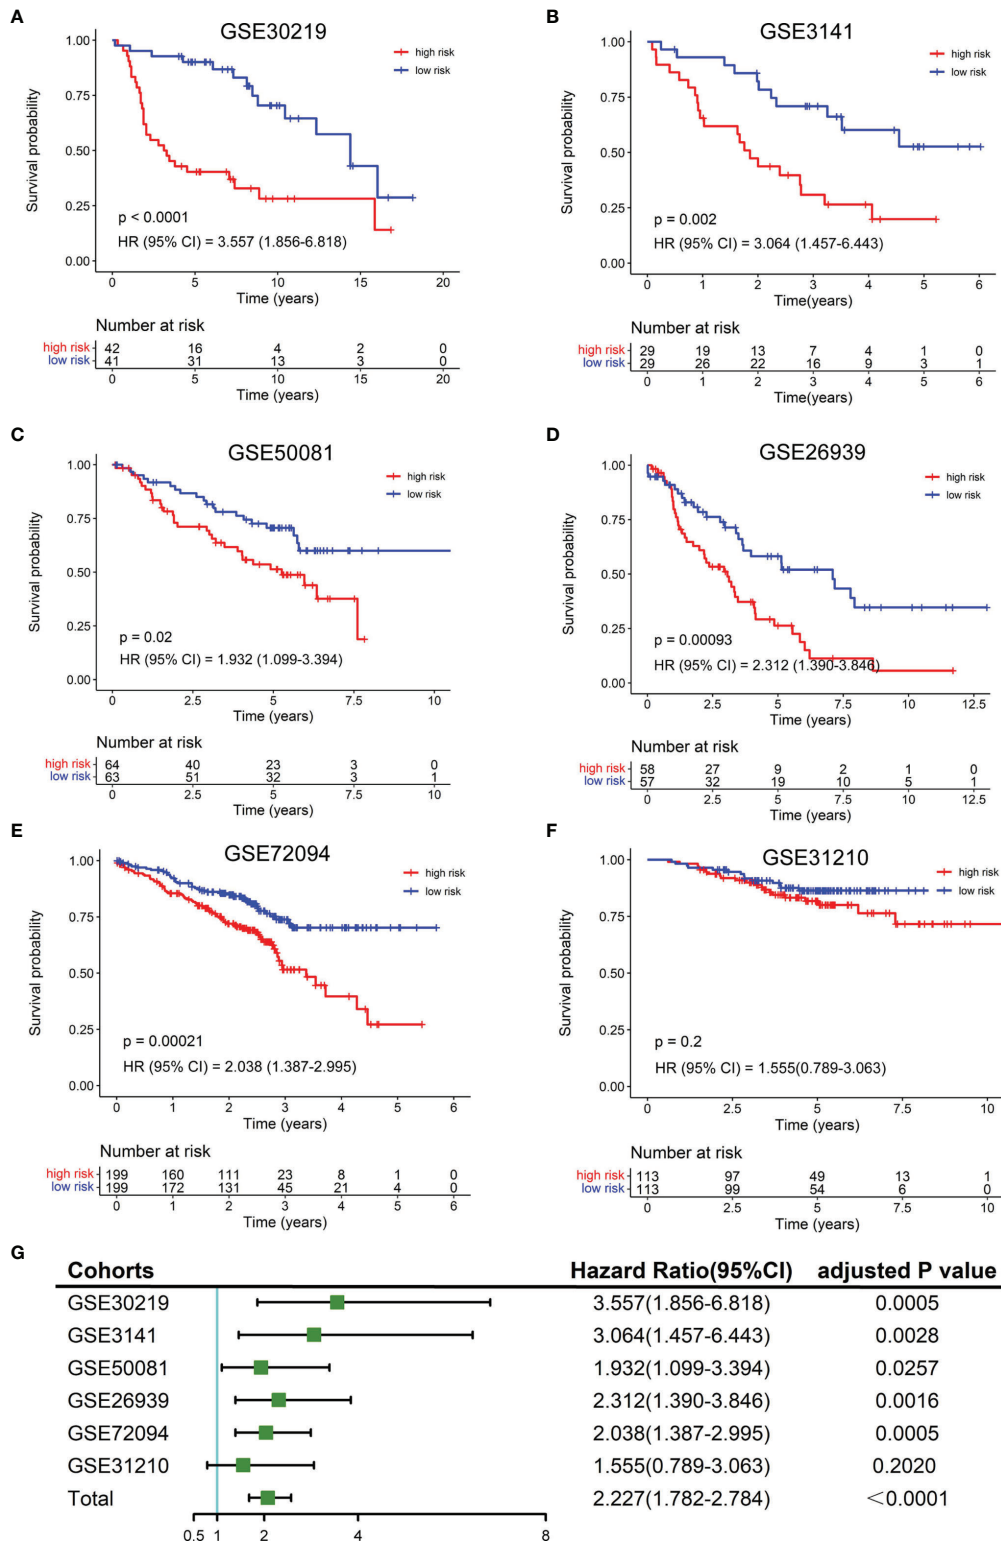 A
GSE30219
high risk
low risk
Survival probability
1.00
0.75
0.50
0.25
0.00
p < 0.0001
HR (95% CI) = 3.557 (1.856-6.818)
0 5 10 15 20
Time (years)
Number at risk
high risk 42 16 4 2 0
low risk 41 31 13 3 0
0 5 10 15 20
Time (years)
B
GSE3141
high risk
low risk
Survival probability
1.00
0.75
0.50
0.25
0.00
p = 0.002
HR (95% CI) = 3.064 (1.457-6.443)
0 1 2 3 4 5 6
Time(years)
Number at risk
high risk 29 19 13 7 4 1 0
low risk 29 26 22 16 9 3 1
0 1 2 3 4 5 6
Time(years)
C
GSE50081
high risk
low risk
Survival probability
1.00
0.75
0.50
0.25
0.00
p = 0.02
HR (95% CI) = 1.932 (1.099-3.394)
0 2.5 5 7.5 10
Time (years)
Number at risk
high risk 64 40 23 3 0
low risk 63 51 32 3 1
0 2.5 5 7.5 10
Time (years)
D
GSE26939
high risk
low risk
Survival probability
1.00
0.75
0.50
0.25
0.00
p = 0.00093
HR (95% CI) = 2.312 (1.390-3.846)
0 2.5 5 7.5 10 12.5
Time (years)
Number at risk
high risk 58 27 9 2 1 0
low risk 57 32 19 10 5 1
0 2.5 5 7.5 10 12.5
Time (years)
E
GSE72094
high risk
low risk
Survival probability
1.00
0.75
0.50
0.25
0.00
p = 0.00021
HR (95% CI) = 2.038 (1.387-2.995)
0 1 2 3 4 5 6
Time (years)
Number at risk
high risk 199 160 111 23 8 1 0
low risk 199 172 131 45 21 4 0
0 1 2 3 4 5 6
Time (years)
F
GSE31210
high risk
low risk
Survival probability
1.00
0.75
0.50
0.25
0.00
p = 0.2
HR (95% CI) = 1.555(0.789-3.063)
0 2.5 5 7.5 10
Time (years)
Number at risk
high risk 113 97 49 13 1
low risk 113 99 54 6 0
0 2.5 5 7.5 10
Time (years)
G
Cohorts Hazard Ratio(95%CI) adjusted P value
GSE30219 3.557(1.856-6.818) 0.0005
GSE3141 3.064(1.457-6.443) 0.0028
GSE50081 1.932(1.099-3.394) 0.0257
GSE26939 2.312(1.390-3.846) 0.0016
GSE72094 2.038(1.387-2.995) 0.0005
GSE31210 1.555(0.789-3.063) 0.2020
Total 2.227(1.782-2.784) <0.0001
0.5 1 2 4 8